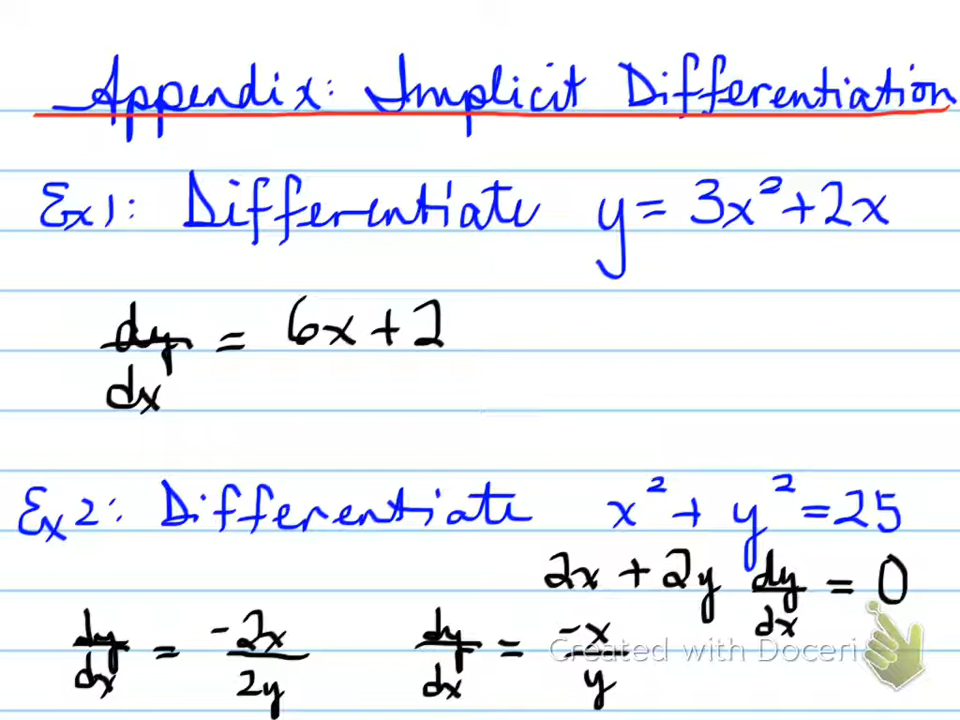 Appendix: Implicit Differentiation
Ex1: Differentiate y = 3x²+2x
dy/dx = 6x+2
Ex2: Differentiate x² + y² = 25
2x + 2y dy/dx = 0
dy/dx = -2x/2y dy/dx = -x/y
Created with Doceri